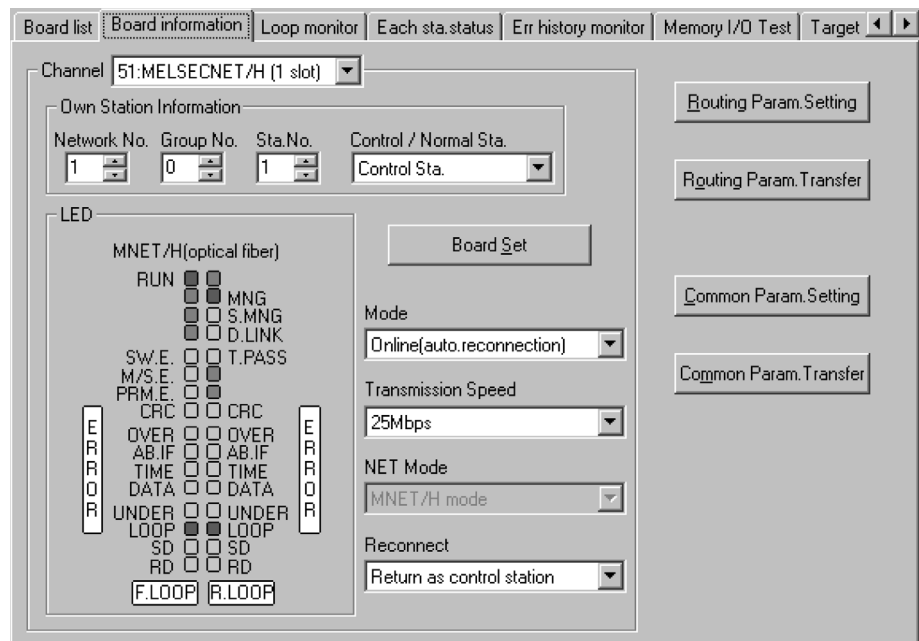 Board list Board information Loop monitor Each sta.status Err history monitor Memory I/O Test Target
Channel 51:MELSECNET/H (1 slot)
Routing Param.Setting
Own Station Information
Network No. Group No. Sta.No. Control / Normal Sta.
1 0 1 Control Sta.
Routing Param.Transfer
LED
MNET/H(optical fiber)
Board Set
RUN
MNG
S.MNG
D.LINK
SW.E. T.PASS
M/S.E.
PRM.E.
CRC CRC
OVER OVER
AB.IF AB.IF
TIME TIME
DATA DATA
UNDER UNDER
LOOP LOOP
SD SD
RD RD
ERROR ERROR
F.LOOP R.LOOP
Mode
Online(auto.reconnection)
Transmission Speed
25Mbps
NET Mode
MNET/H mode
Reconnect
Return as control station
Common Param.Setting
Common Param.Transfer